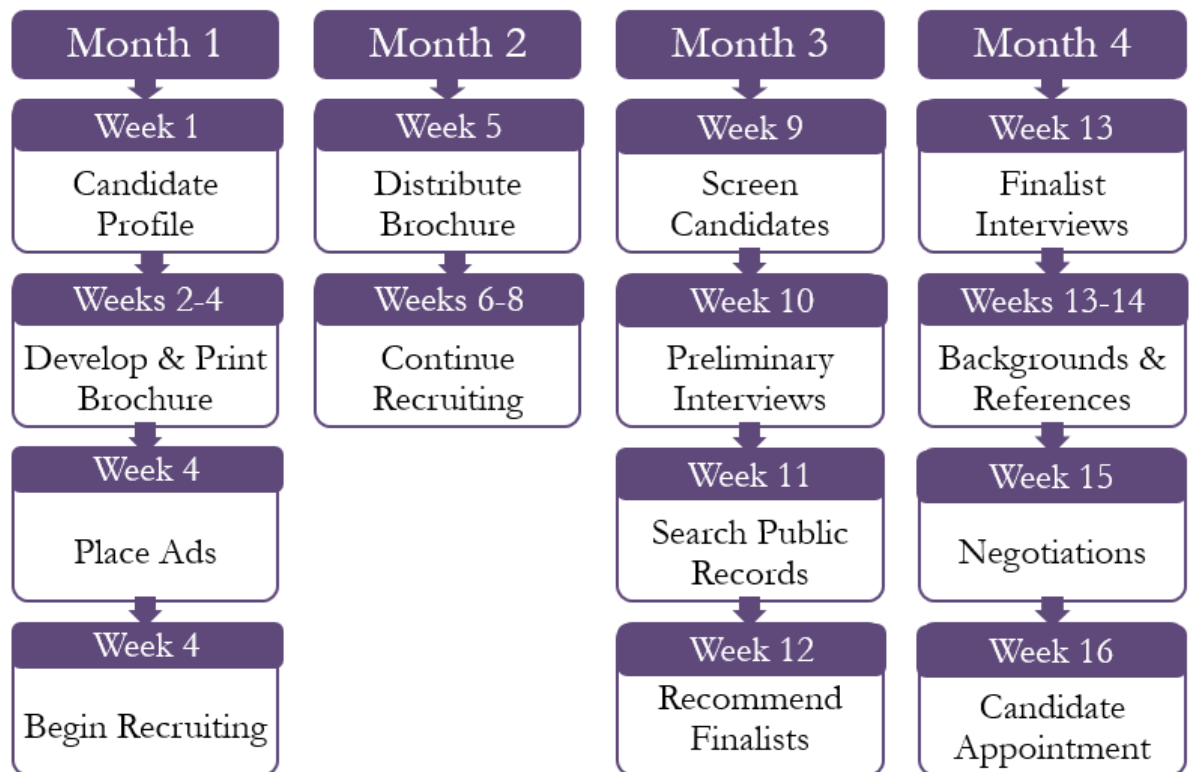 Month 1
Week 1
Candidate
Profile
Weeks 2-4
Develop & Print
Brochure
Week 4
Place Ads
Week 4
Begin Recruiting
Month 2
Week 5
Distribute
Brochure
Weeks 6-8
Continue
Recruiting
Month 3
Week 9
Screen
Candidates
Week 10
Preliminary
Interviews
Week 11
Search Public
Records
Week 12
Recommend
Finalists
Month 4
Week 13
Finalist
Interviews
Weeks 13-14
Backgrounds &
References
Week 15
Negotiations
Week 16
Candidate
Appointment